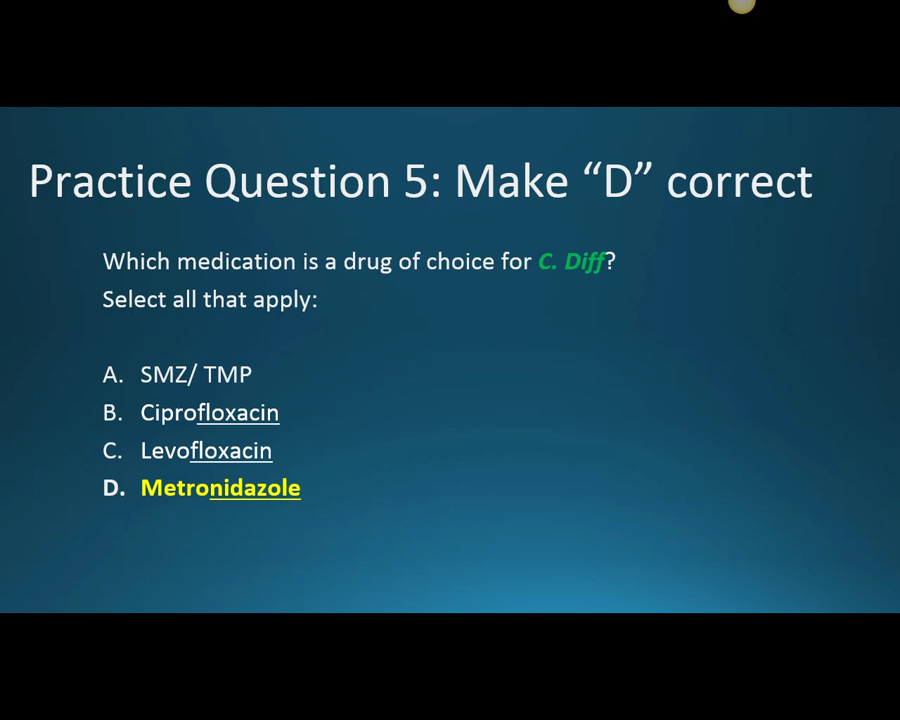 Practice Question 5: Make “D” correct
Which medication is a drug of choice for C. Diff?
Select all that apply:
A. SMZ/ TMP
B. Ciprofloxacin
C. Levofloxacin
D. Metronidazole